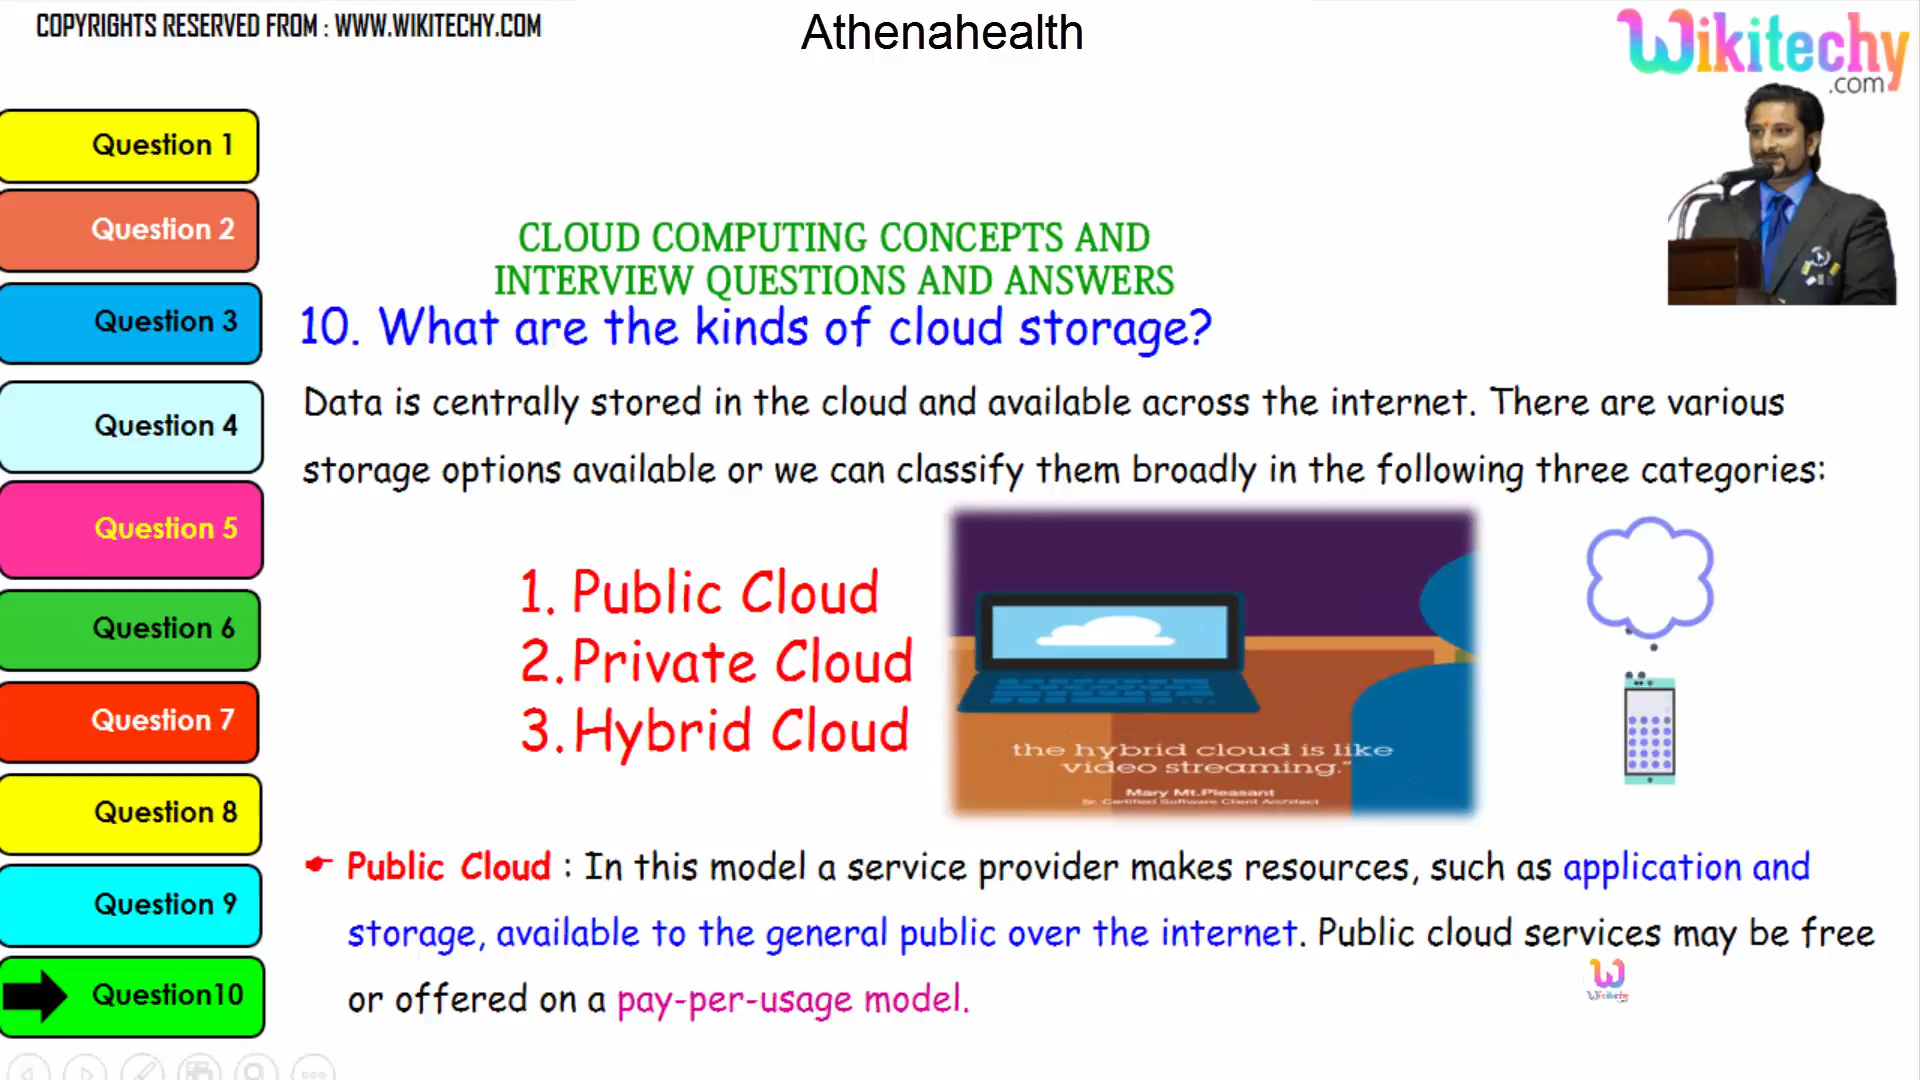 COPYRIGHTS RESERVED FROM : WWW.WIKITECHY.COM
Athenahealth
Wikitechy
.com
Question 1
Question 2
Question 3
Question 4
Question 5
Question 6
Question 7
Question 8
Question 9
Question10
CLOUD COMPUTING CONCEPTS AND
INTERVIEW QUESTIONS AND ANSWERS
10. What are the kinds of cloud storage?
Data is centrally stored in the cloud and available across the internet. There are various
storage options available or we can classify them broadly in the following three categories:
1. Public Cloud
2. Private Cloud
3. Hybrid Cloud
the hybrid cloud is like
video streaming."
Mary Mt.Pleasant
Sr. Certified Software Client Architect
Public Cloud : In this model a service provider makes resources, such as application and
storage, available to the general public over the internet. Public cloud services may be free
or offered on a pay-per-usage model.
W
Wikitechy